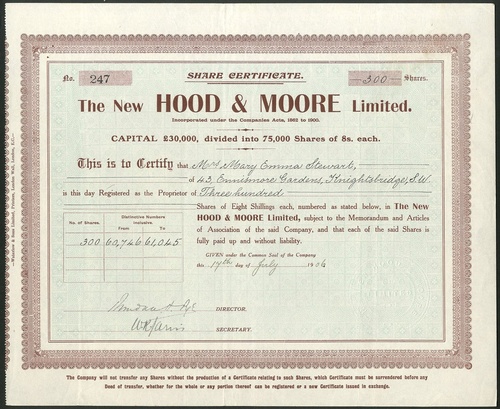 SHARE CERTIFICATE.
No. 247
300 Shares.
The New HOOD & MOORE Limited.
Incorporated under the Companies Acts, 1862 to 1900.
CAPITAL £30,000, divided into 75,000 Shares of 8s. each.
This is to Certify that Mrs Mary Emma Stewart,
of 43, Ennismore Gardens, Knightsbridge, S.W.
is this day Registered as the Proprietor of Three hundred
Shares of Eight Shillings each, numbered as stated below, in The New
HOOD & MOORE Limited, subject to the Memorandum and Articles
of Association of the said Company, and that each of the said Shares is
fully paid up and without liability.
No. of Shares. Distinctive Numbers Inclusive.
From To
300 60,746 61,045
GIVEN under the Common Seal of the Company
this 17th day of July 1906
DIRECTOR.
SECRETARY.
The Company will not transfer any Shares without the production of a Certificate relating to such Shares, which Certificate must be surrendered before any
Deed of transfer, whether for the whole or any portion thereof can be registered or a new Certificate issued in exchange.